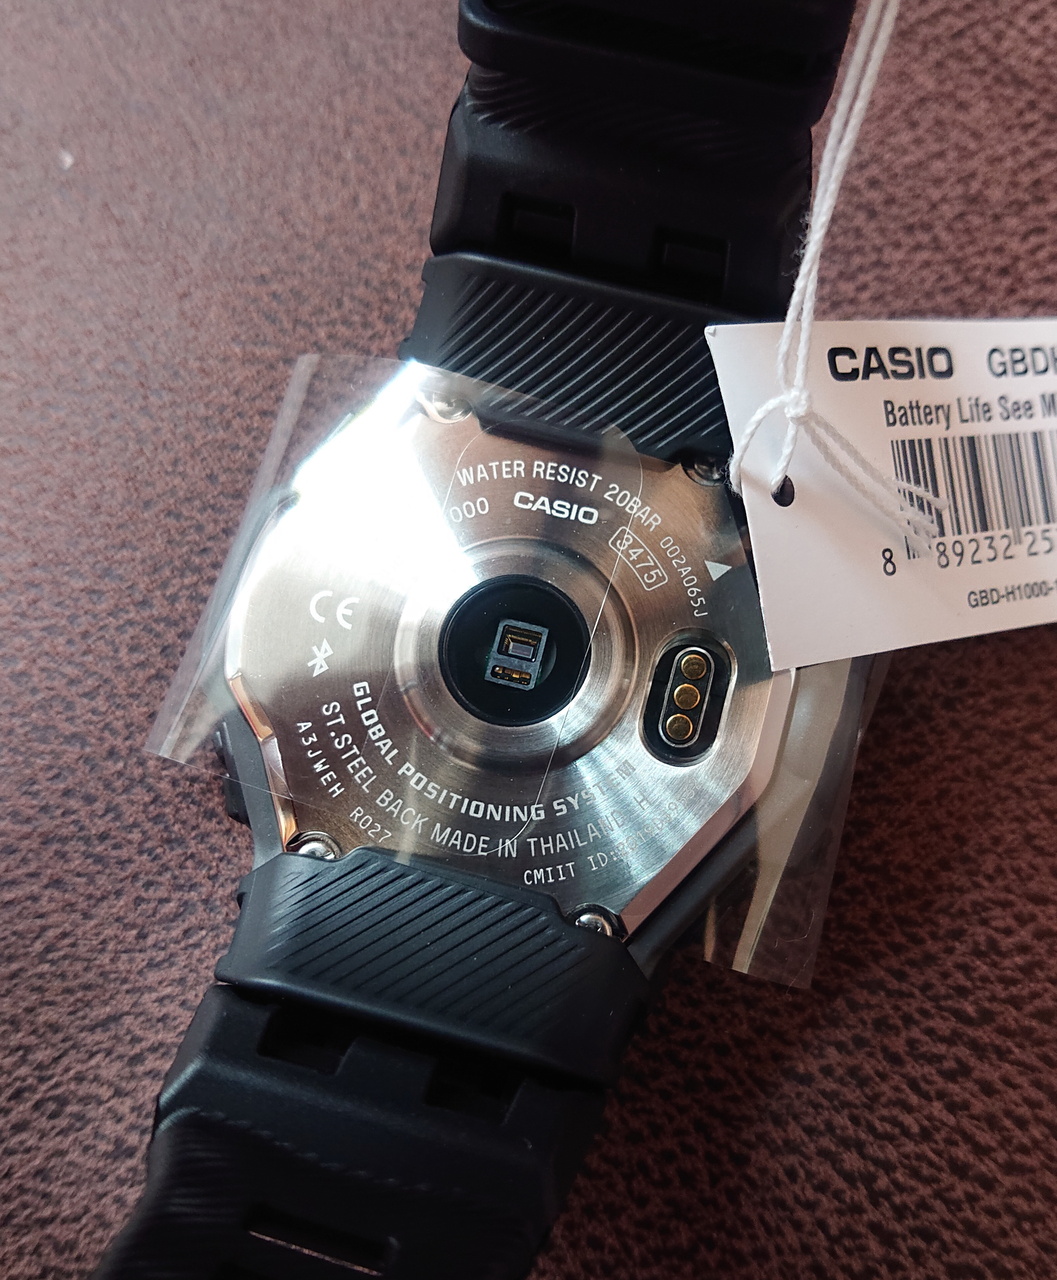 WATER RESIST 20BAR
000 CASIO
3475
002A065J
CE
GLOBAL POSITIONING SYSTEM
ST.STEEL BACK MADE IN THAILAND H
A3JWEH R027
CMIIT ID:
CASIO GBD
Battery Life See M
8 89232 25
GBD-H1000-